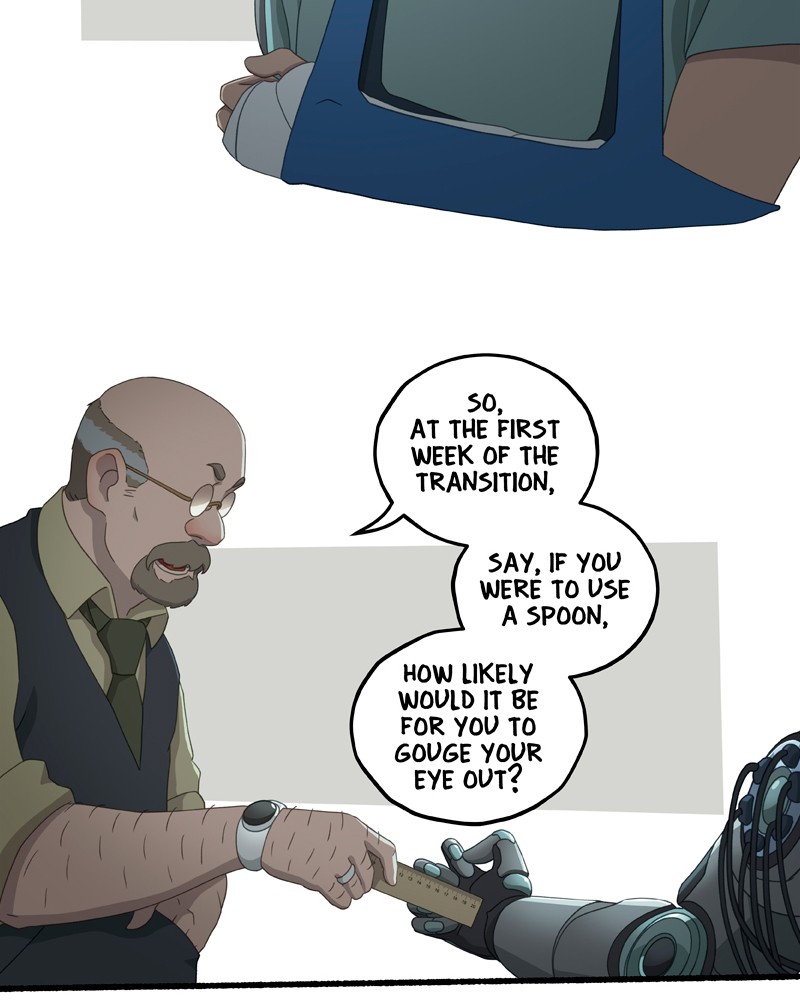 SO,
AT THE FIRST
WEEK OF THE
TRANSITION,
SAY, IF YOU
WERE TO USE
A SPOON,
HOW LIKELY
WOULD IT BE
FOR YOU TO
GOUGE YOUR
EYE OUT?